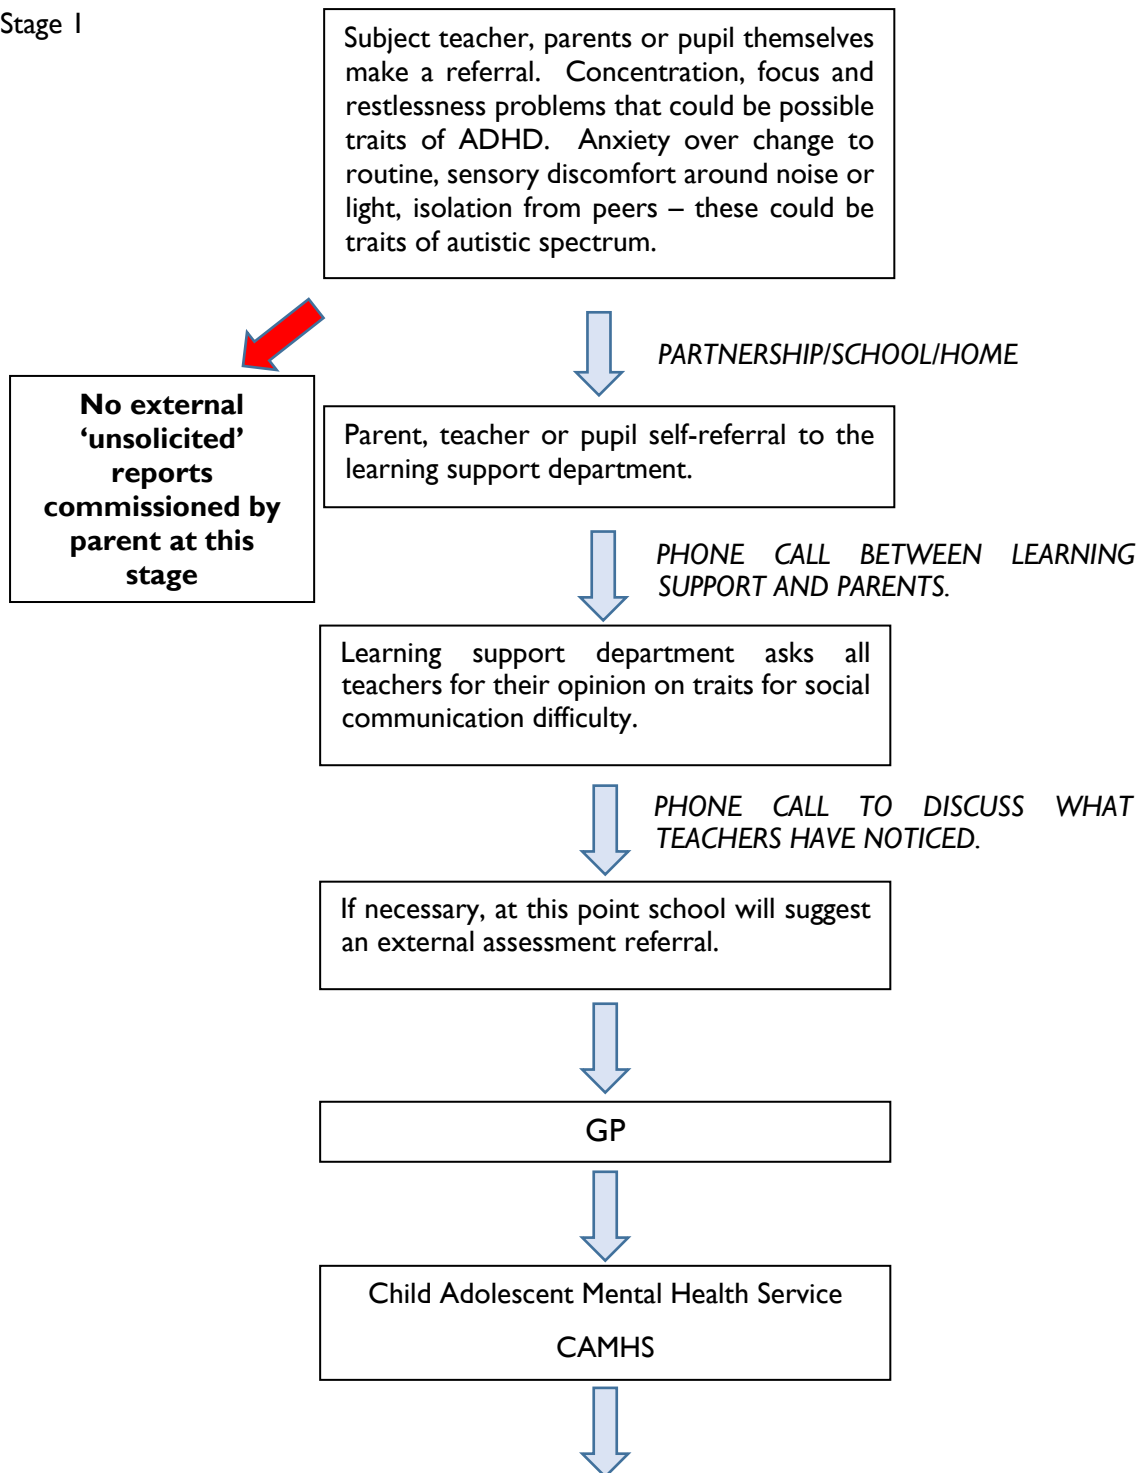 Stage 1
Subject teacher, parents or pupil themselves
make a referral. Concentration, focus and
restlessness problems that could be possible
traits of ADHD. Anxiety over change to
routine, sensory discomfort around noise or
light, isolation from peers – these could be
traits of autistic spectrum.
PARTNERSHIP/SCHOOL/HOME
No external
‘unsolicited’
reports
commissioned by
parent at this
stage
Parent, teacher or pupil self-referral to the
learning support department.
PHONE CALL BETWEEN LEARNING
SUPPORT AND PARENTS.
Learning support department asks all
teachers for their opinion on traits for social
communication difficulty.
PHONE CALL TO DISCUSS WHAT
TEACHERS HAVE NOTICED.
If necessary, at this point school will suggest
an external assessment referral.
GP
Child Adolescent Mental Health Service
CAMHS